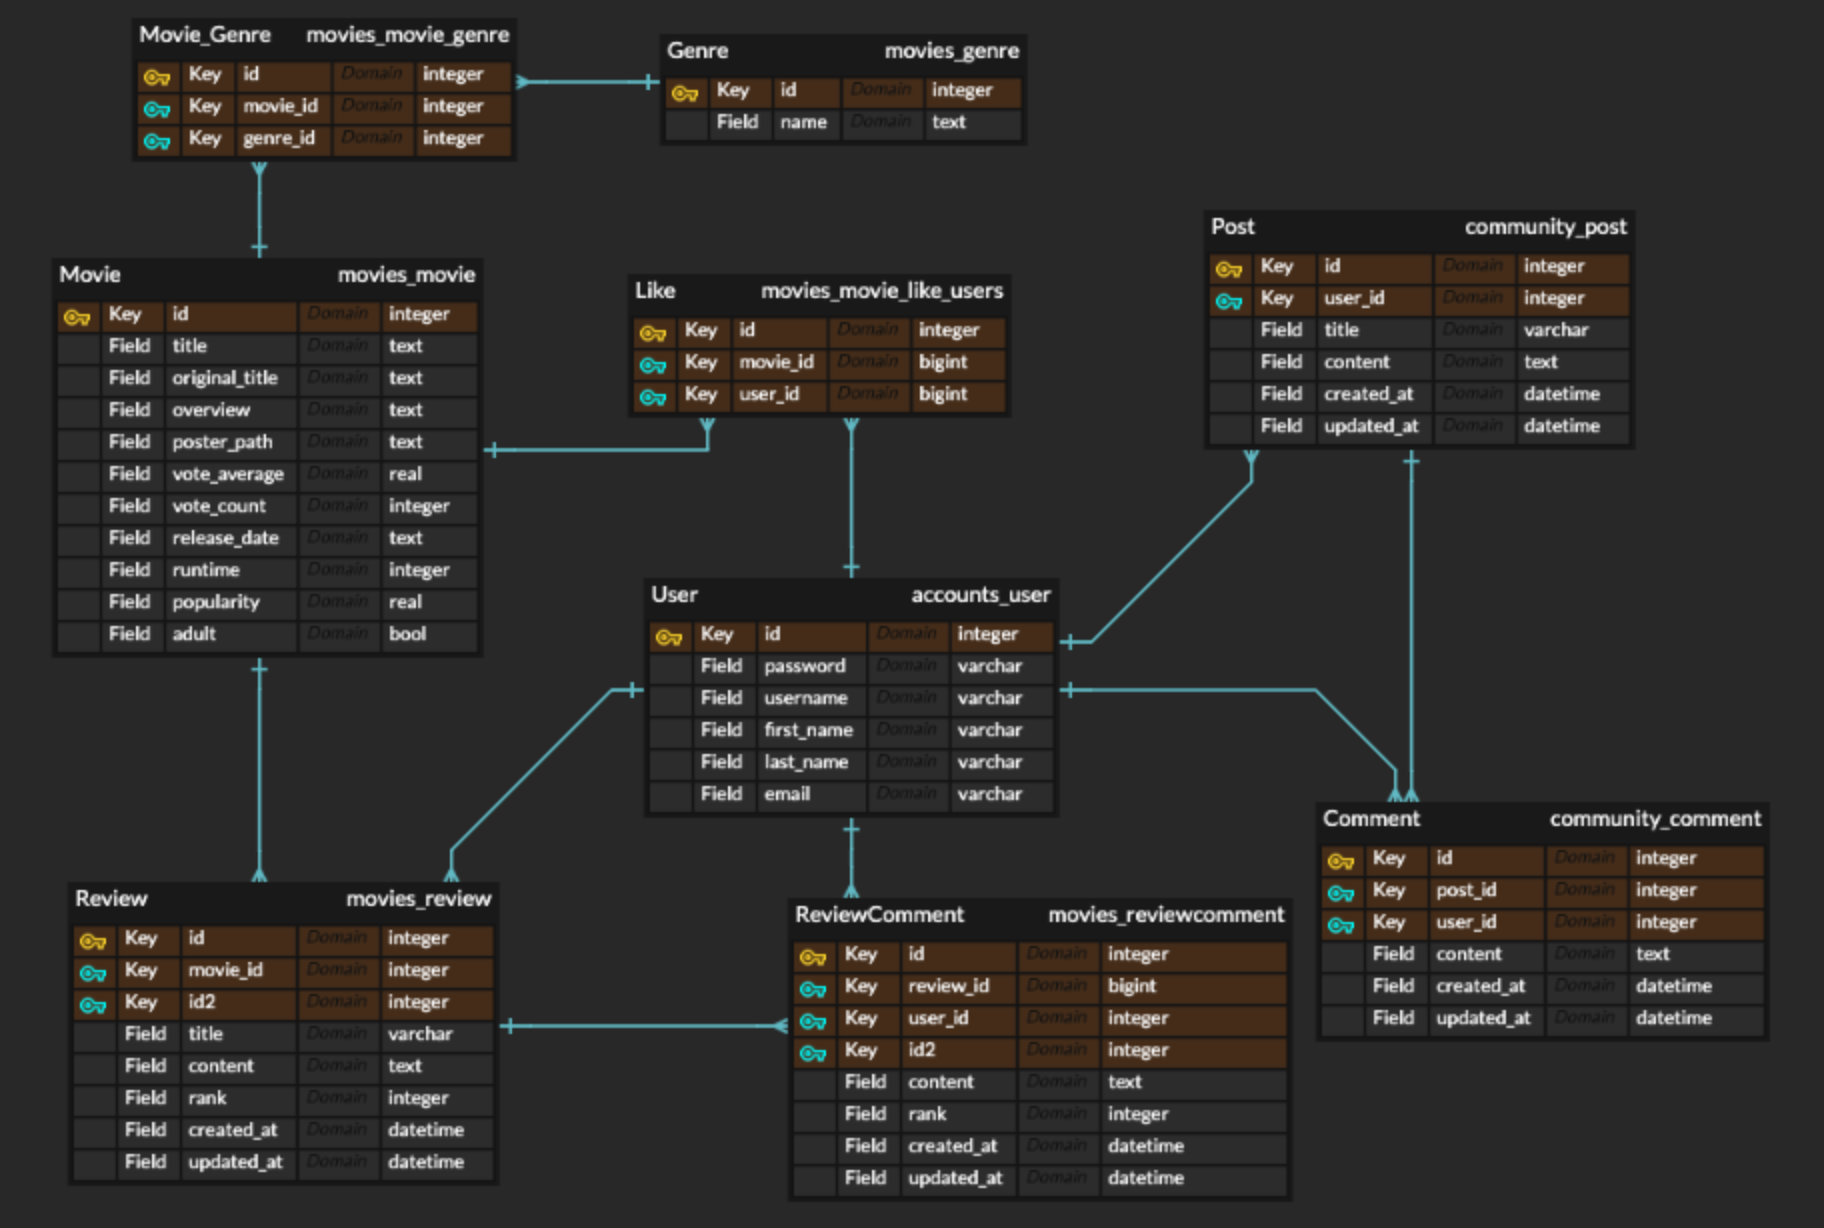 Movie_Genre movies_movie_genre
Key id Domain integer
Key movie_id Domain integer
Key genre_id Domain integer
Genre movies_genre
Key id Domain integer
Field name Domain text
Movie movies_movie
Key id Domain integer
Field title Domain text
Field original_title Domain text
Field overview Domain text
Field poster_path Domain text
Field vote_average Domain real
Field vote_count Domain integer
Field release_date Domain text
Field runtime Domain integer
Field popularity Domain real
Field adult Domain bool
Like movies_movie_like_users
Key id Domain integer
Key movie_id Domain bigint
Key user_id Domain bigint
Post community_post
Key id Domain integer
Key user_id Domain integer
Field title Domain varchar
Field content Domain text
Field created_at Domain datetime
Field updated_at Domain datetime
User accounts_user
Key id Domain integer
Field password Domain varchar
Field username Domain varchar
Field first_name Domain varchar
Field last_name Domain varchar
Field email Domain varchar
Comment community_comment
Key id Domain integer
Key post_id Domain integer
Key user_id Domain integer
Field content Domain text
Field created_at Domain datetime
Field updated_at Domain datetime
Review movies_review
Key id Domain integer
Key movie_id Domain integer
Key id2 Domain integer
Field title Domain varchar
Field content Domain text
Field rank Domain integer
Field created_at Domain datetime
Field updated_at Domain datetime
ReviewComment movies_reviewcomment
Key id Domain integer
Key review_id Domain bigint
Key user_id Domain integer
Key id2 Domain integer
Field content Domain text
Field rank Domain integer
Field created_at Domain datetime
Field updated_at Domain datetime